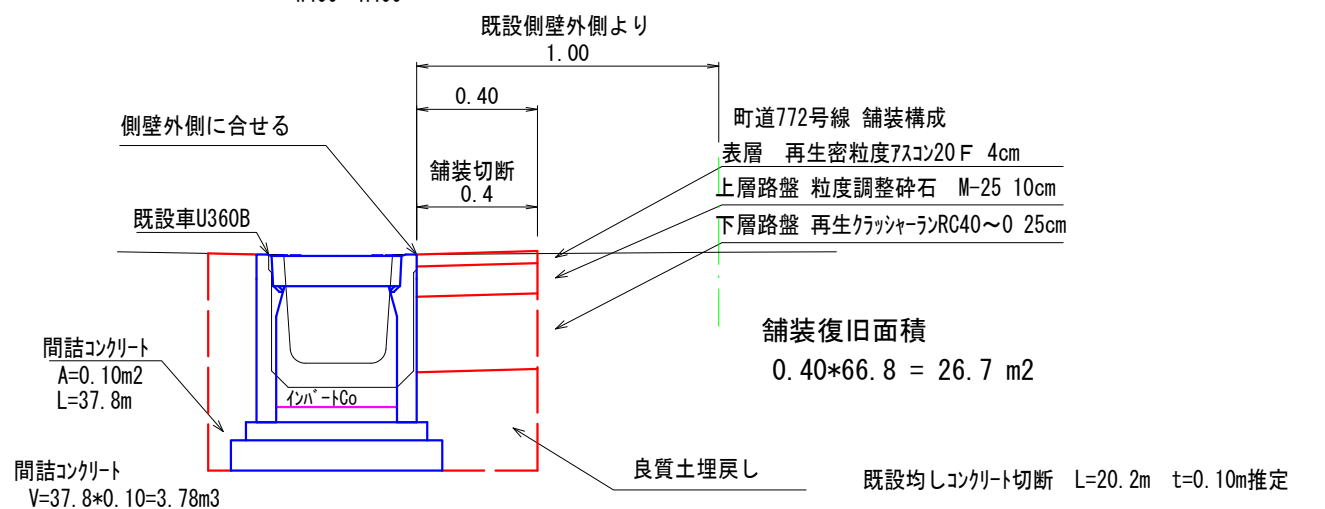 既設側壁外側より
1.00
0.40
側壁外側に合せる
町道772号線 舗装構成
表層　再生密粒度アスコン20Ｆ 4cm
舗装切断
0.4
上層路盤 粒度調整砕石　M-25 10cm
既設車U360B
下層路盤 再生クラッシャーランRC40～0 25cm
舗装復旧面積
0.40*66.8 = 26.7 m2
間詰コンクリート
A=0.10m2
L=37.8m
インバートCo
間詰コンクリート
V=37.8*0.10=3.78m3
良質土埋戻し
既設均しコンクリート切断　L=20.2m　t=0.10m推定